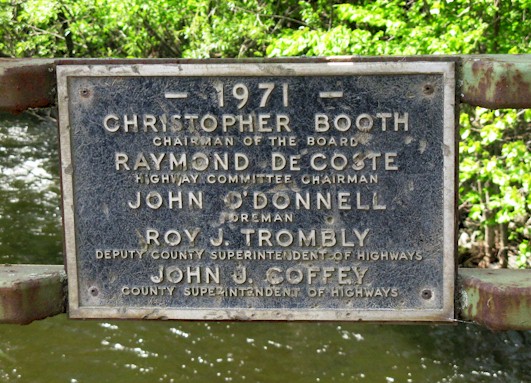 — 1971 —
CHRISTOPHER BOOTH
CHAIRMAN OF THE BOARD
RAYMOND DE COSTE
HIGHWAY COMMITTEE CHAIRMAN
JOHN O'DONNELL
FOREMAN
ROY J. TROMBLY
DEPUTY COUNTY SUPERINTENDENT OF HIGHWAYS
JOHN J. COFFEY
COUNTY SUPERINTENDENT OF HIGHWAYS